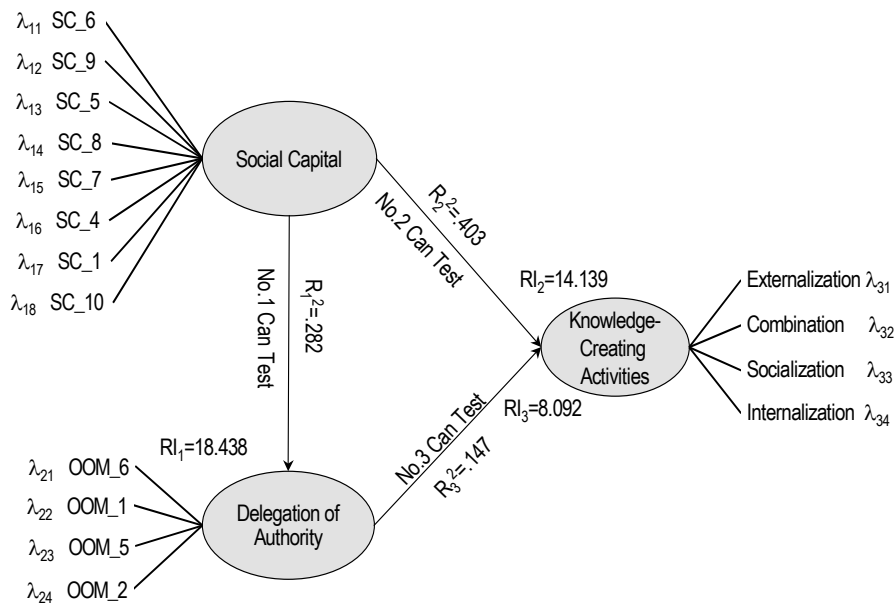 λ11 SC_6
λ12 SC_9
λ13 SC_5
λ14 SC_8
λ15 SC_7
λ16 SC_4
λ17 SC_1
λ18 SC_10
Social Capital
R2²=.403
No.2 Can Test
R1²=.282
No.1 Can Test
RI2=14.139
Knowledge-
Creating
Activities
Externalization λ31
Combination λ32
Socialization λ33
Internalization λ34
RI3=8.092
No.3 Can Test
R3²=.147
RI1=18.438
λ21 OOM_6
λ22 OOM_1
λ23 OOM_5
λ24 OOM_2
Delegation of
Authority